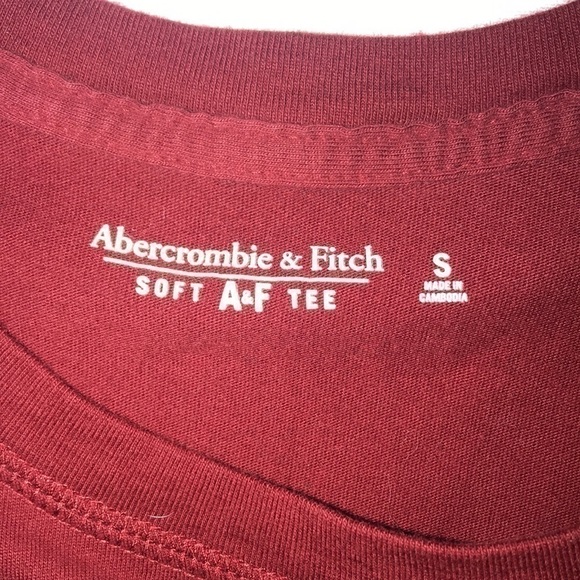 Abercrombie & Fitch
SOFT A&F TEE
S
MADE IN
CAMBODIA